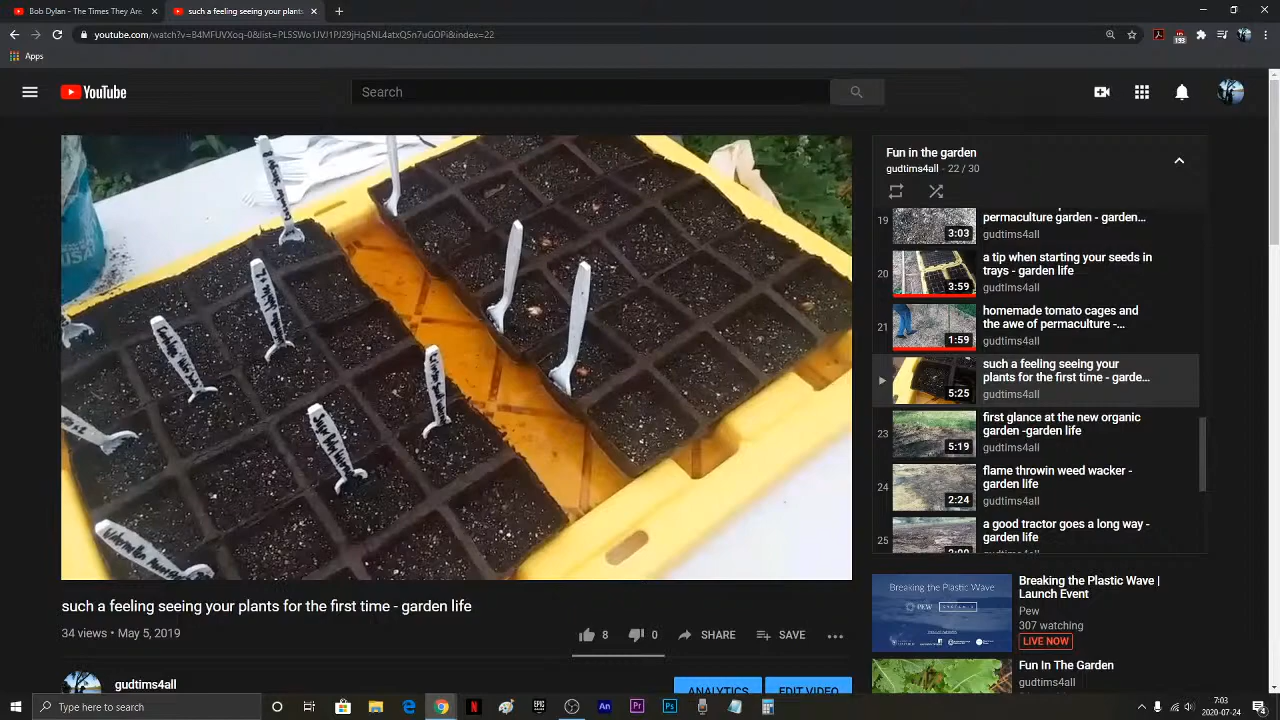 Bob Dylan - The Times They Are
such a feeling seeing your plants
youtube.com/watch?v=B4MFUVXoq-0&list=PL5SWo1JVJ1PJ29jHq5NL4atxQ5n7uGOPi&index=22
193
Apps
YouTube
Search
Fun in the garden
gudtims4all - 22 / 30
19
3:03
permaculture garden - garden...
gudtims4all
20
3:59
a tip when starting your seeds in
trays - garden life
gudtims4all
21
1:59
homemade tomato cages and
the awe of permaculture -...
gudtims4all
5:25
such a feeling seeing your
plants for the first time - garde...
gudtims4all
23
5:19
first glance at the new organic
garden -garden life
gudtims4all
24
2:24
flame throwin weed wacker -
garden life
gudtims4all
25
a good tractor goes a long way -
garden life
gudtims4all
such a feeling seeing your plants for the first time - garden life
34 views • May 5, 2019
8
0
SHARE
SAVE
gudtims4all
ANALYTICS
EDIT VIDEO
Breaking the Plastic Wave
PEW
Breaking the Plastic Wave |
Launch Event
Pew
307 watching
LIVE NOW
Fun In The Garden
gudtims4all
Type here to search
7:03
2020-07-24